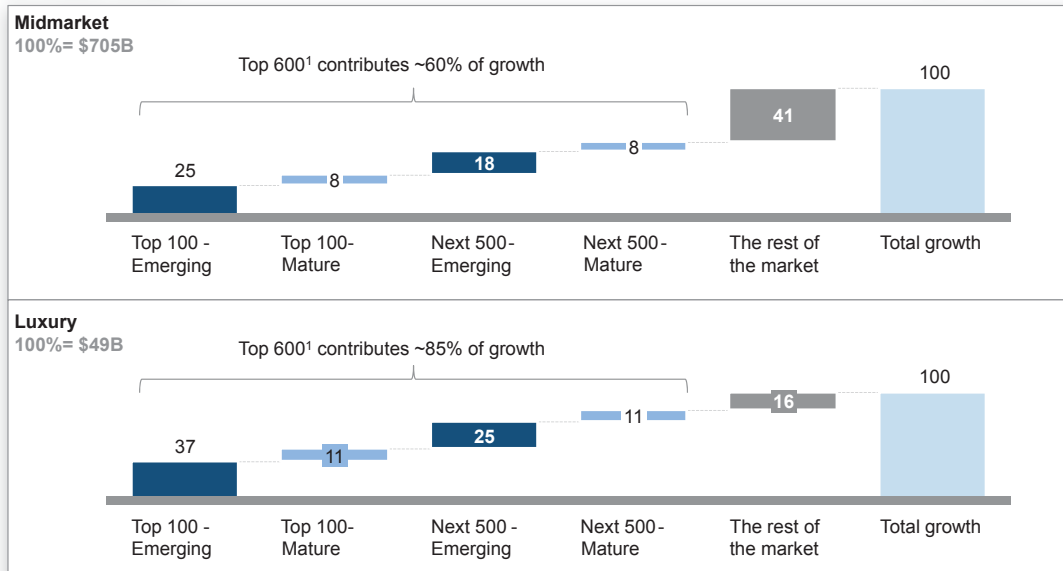 Midmarket
100%= $705B
Top 600¹ contributes ~60% of growth
25
8
18
8
41
100
Top 100 -
Emerging
Top 100-
Mature
Next 500-
Emerging
Next 500-
Mature
The rest of
the market
Total growth
Luxury
100%= $49B
Top 600¹ contributes ~85% of growth
37
11
25
11
16
100
Top 100 -
Emerging
Top 100-
Mature
Next 500 -
Emerging
Next 500-
Mature
The rest of
the market
Total growth